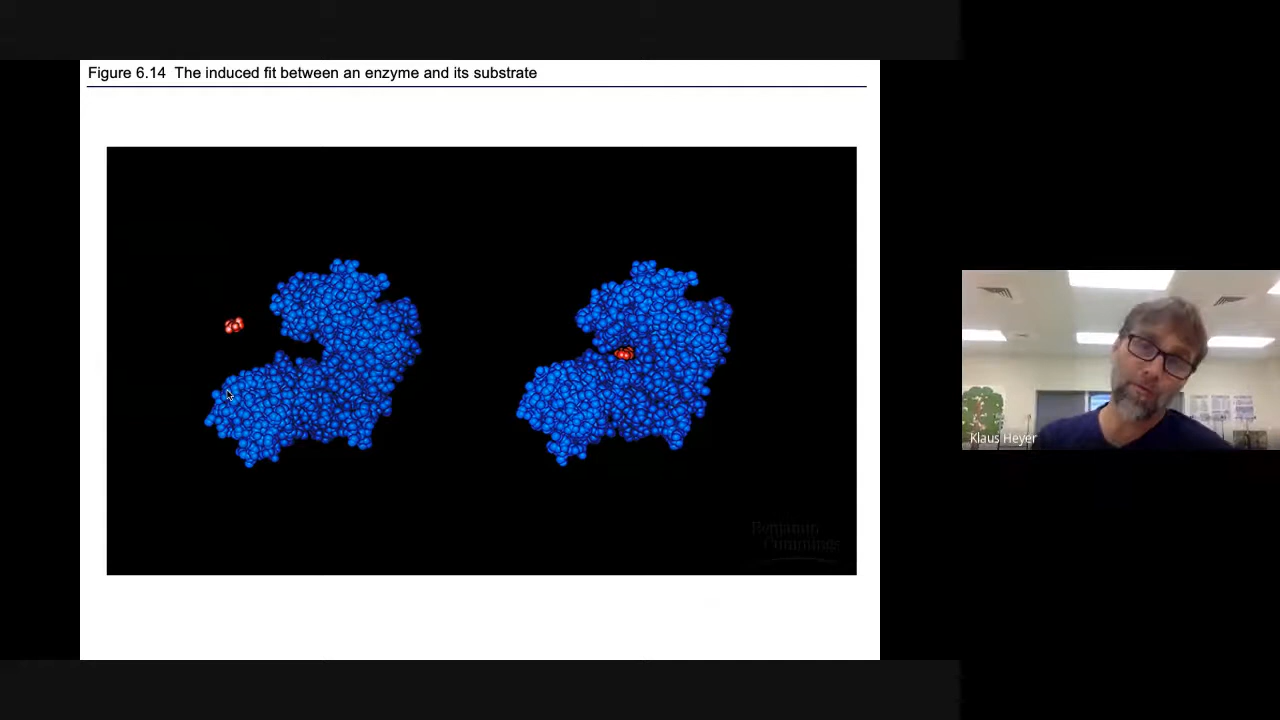 Figure 6.14 The induced fit between an enzyme and its substrate
Klaus Heyer
Benjamin
Cummings